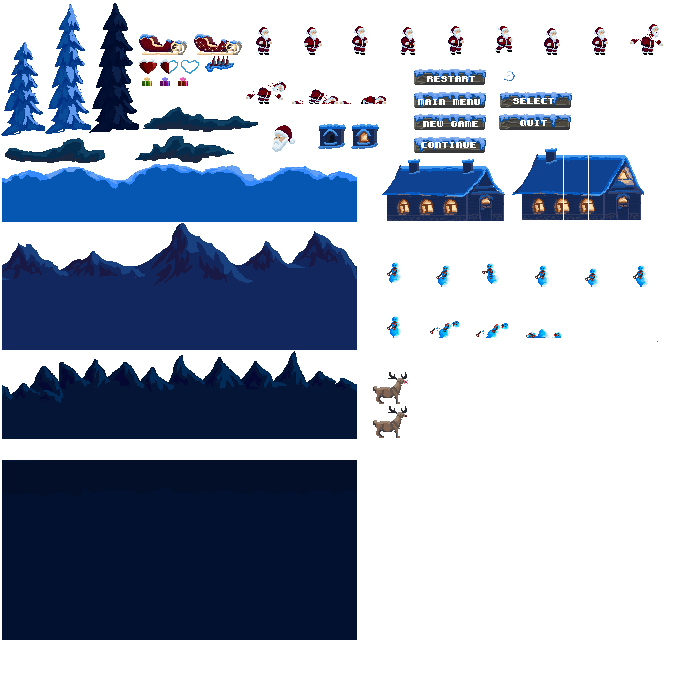 RESTART
MAIN MENU
SELECT
NEW GAME
QUIT
CONTINUE